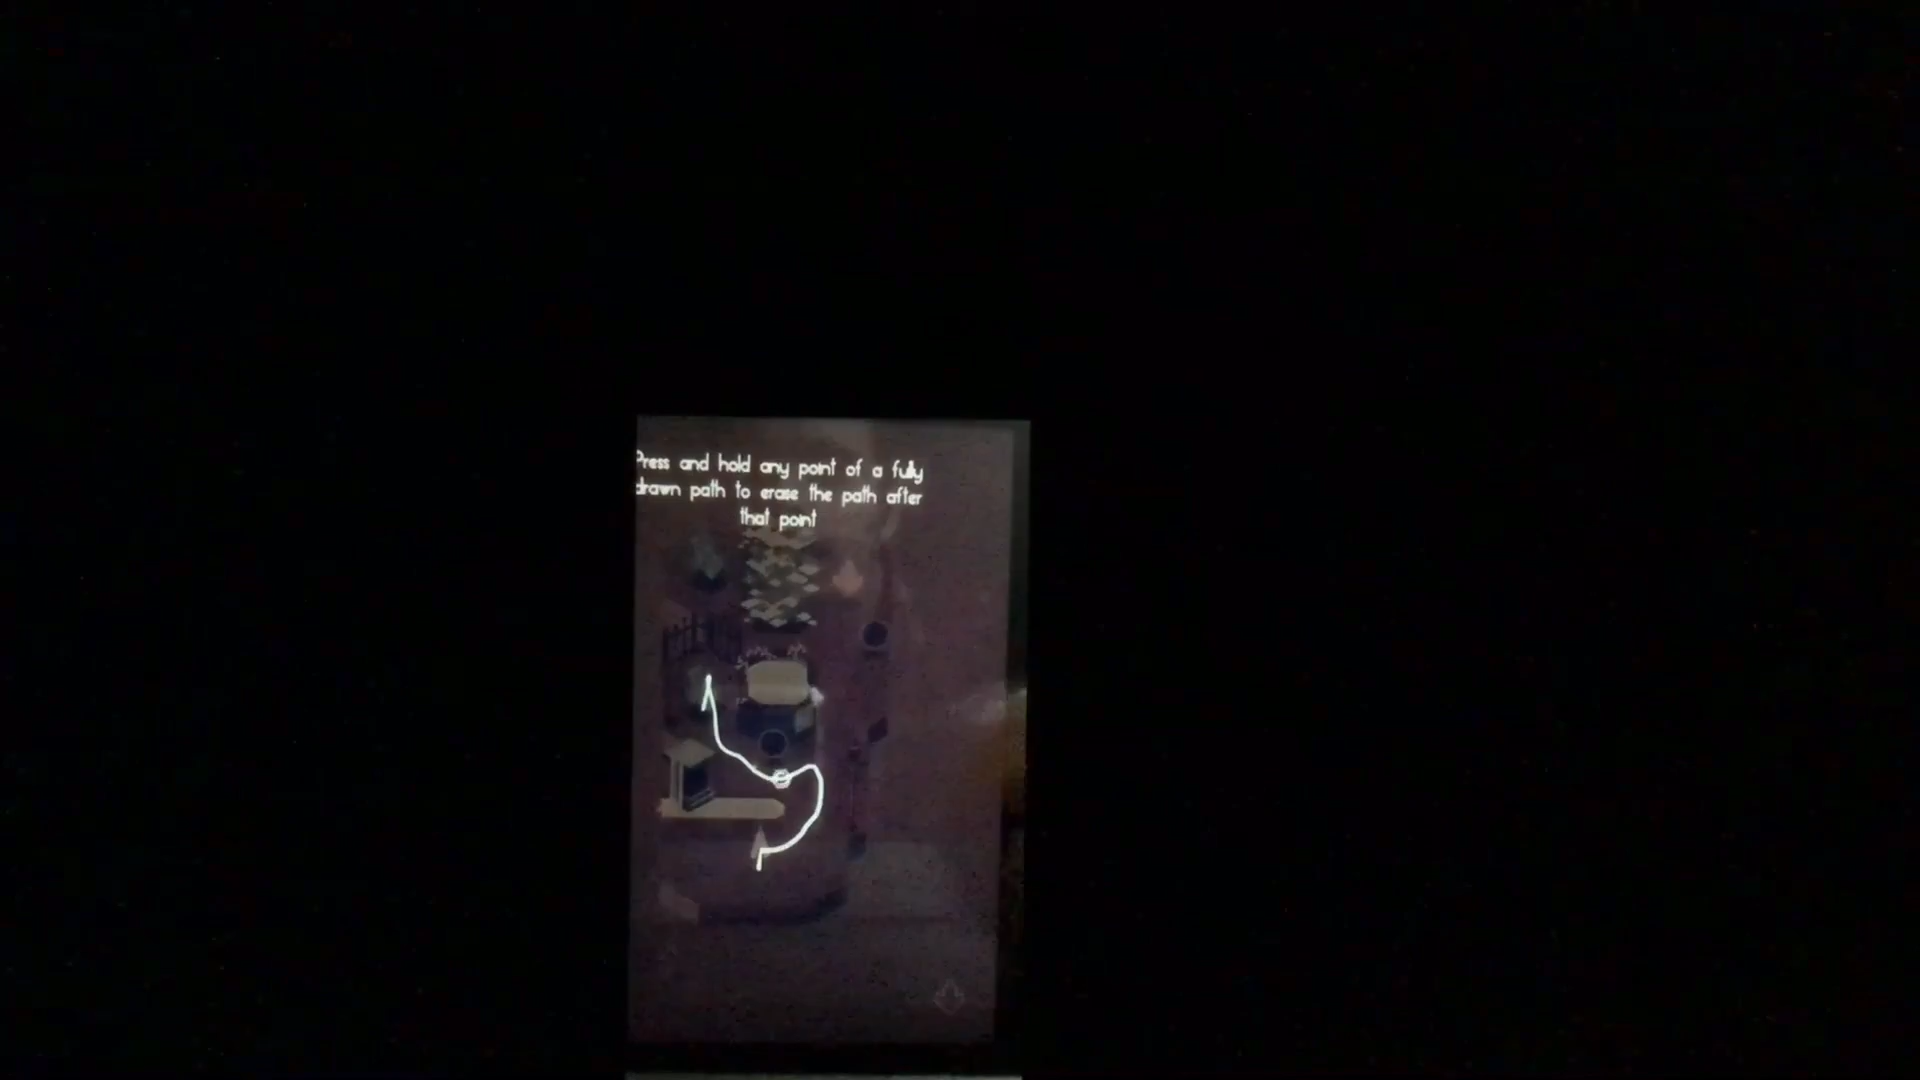 Press and hold any point of a fully
drawn path to erase the path after
that point